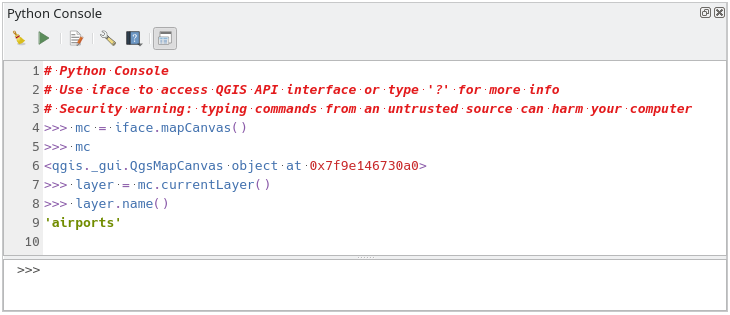 Python Console
1 # Python Console
2 # Use iface to access QGIS API interface or type '?' for more info
3 # Security warning: typing commands from an untrusted source can harm your computer
4 >>> mc = iface.mapCanvas()
5 >>> mc
6 <qgis._gui.QgsMapCanvas object at 0x7f9e146730a0>
7 >>> layer = mc.currentLayer()
8 >>> layer.name()
9 'airports'
10
>>>